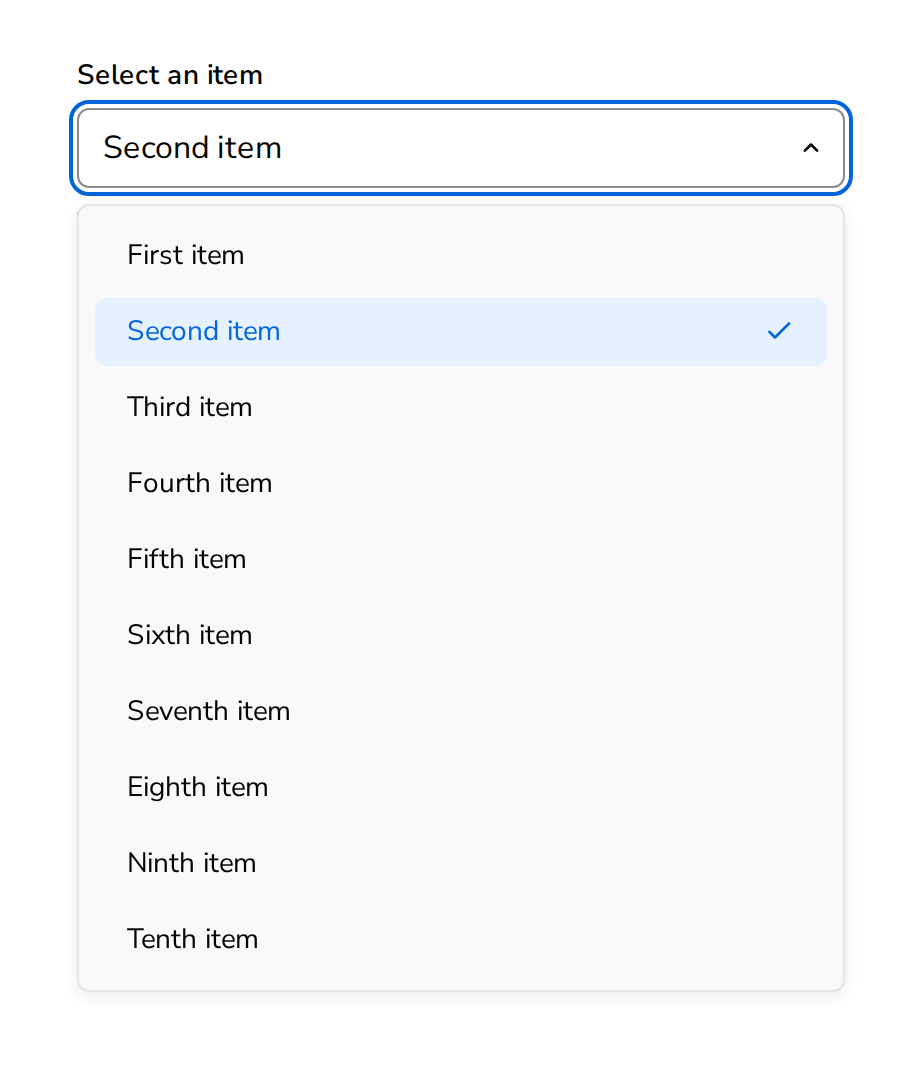 Select an item
Second item
First item
Second item
Third item
Fourth item
Fifth item
Sixth item
Seventh item
Eighth item
Ninth item
Tenth item